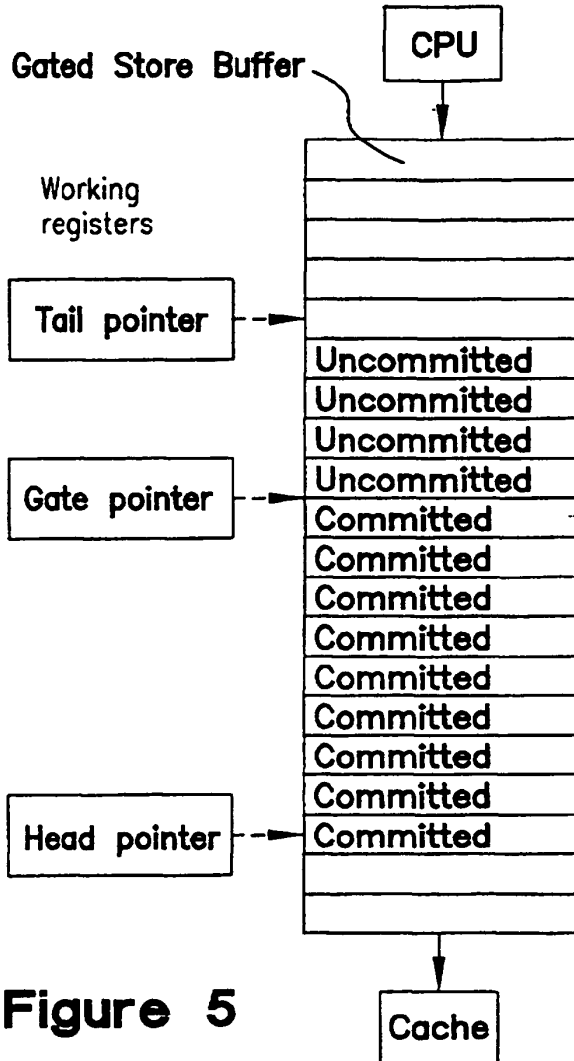 CPU
Gated Store Buffer
Working
registers
Tail pointer
Uncommitted
Uncommitted
Uncommitted
Uncommitted
Gate pointer
Committed
Committed
Committed
Committed
Committed
Committed
Committed
Committed
Head pointer
Committed
Figure 5
Cache